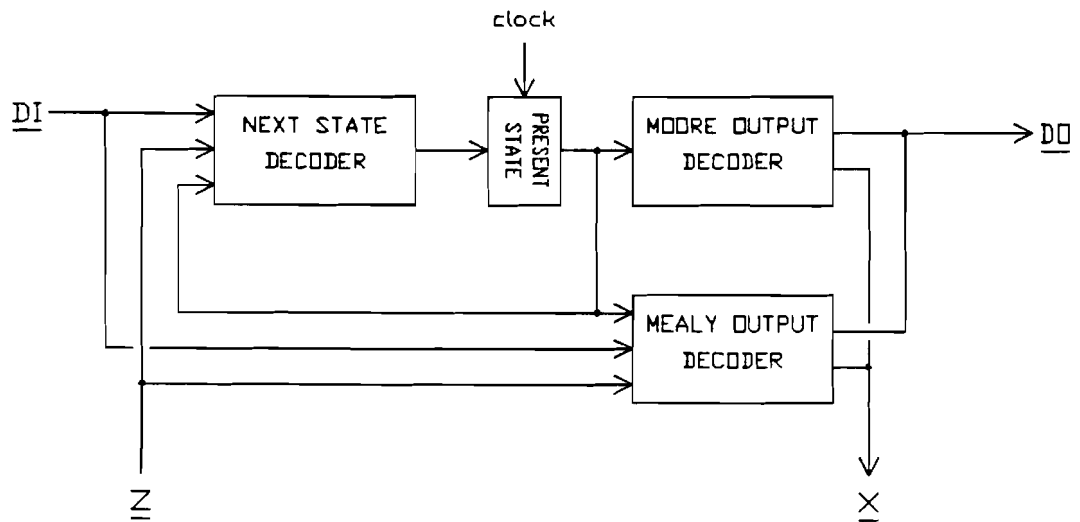 clock
DI
NEXT STATE
DECODER
PRESENT
STATE
MOORE OUTPUT
DECODER
DO
MEALY OUTPUT
DECODER
Z
X